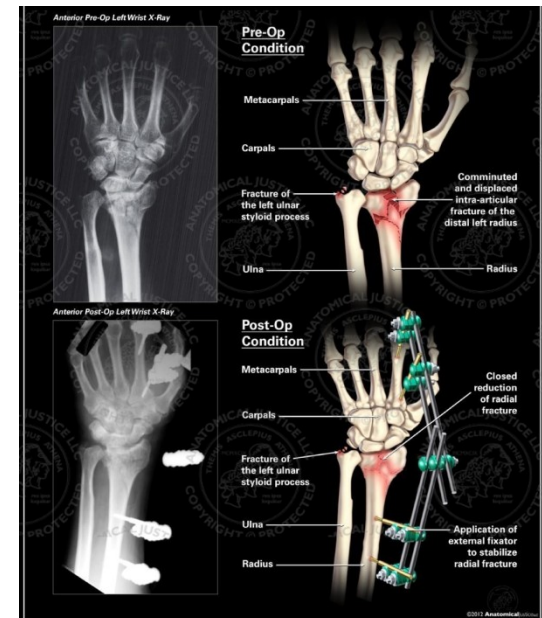 Anterior Pre-Op Left Wrist X-Ray
Pre-Op
Condition
Metacarpals
Carpals
Fracture of
the left ulnar
styloid process
Comminuted
and displaced
intra-articular
fracture of the
distal left radius
Ulna
Radius
Anterior Post-Op Left Wrist X-Ray
Post-Op
Condition
Metacarpals
Closed
reduction
of radial
fracture
Carpals
Fracture of
the left ulnar
styloid process
Ulna
Application of
external fixator
to stabilize
radial fracture
Radius
©2012 AnatomicalJustice